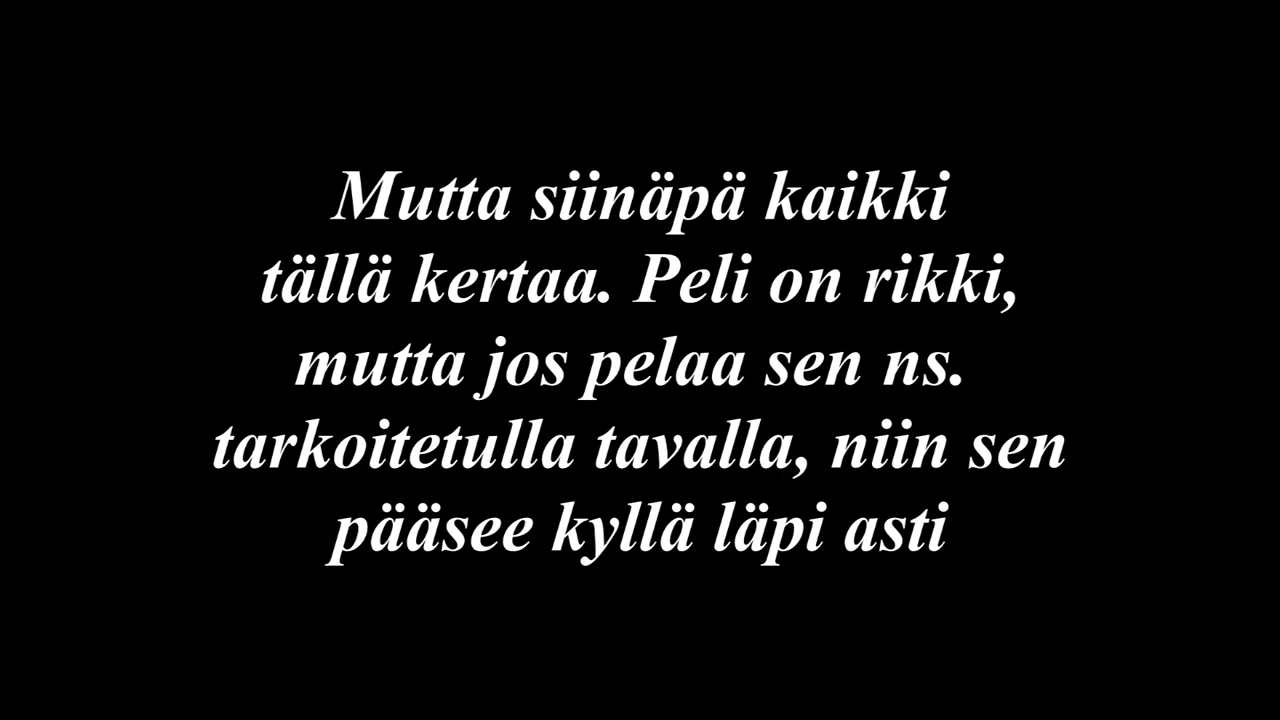 Mutta siinäpä kaikki
tällä kertaa. Peli on rikki,
mutta jos pelaa sen ns.
tarkoitetulla tavalla, niin sen
pääsee kyllä läpi asti